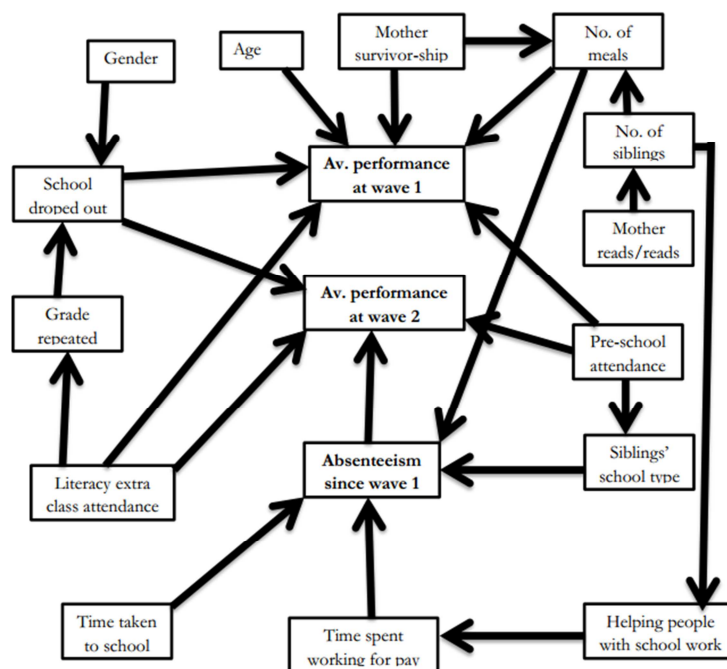 Gender
Age
Mother
survivor-ship
No. of
meals
No. of
siblings
School
droped out
Av. performance
at wave 1
Mother
reads/reads
Grade
repeated
Av. performance
at wave 2
Pre-school
attendance
Literacy extra
class attendance
Absenteeism
since wave 1
Siblings’
school type
Time taken
to school
Time spent
working for pay
Helping people
with school work